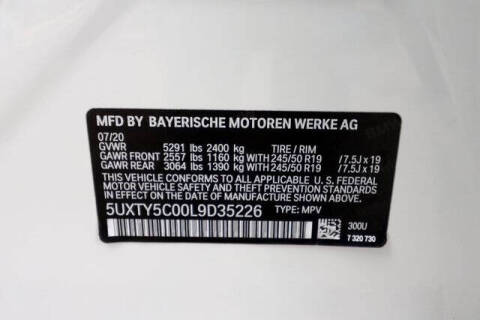 MFD BY BAYERISCHE MOTOREN WERKE AG
07/20
GVWR 5291 lbs 2400 kg TIRE / RIM
GAWR FRONT 2557 lbs 1160 kg WITH 245/50 R19 /7.5J x 19
GAWR REAR 3064 lbs 1390 kg WITH 245/50 R19 /7.5J x 19
THIS VEHICLE CONFORMS TO ALL APPLICABLE U. S. FEDERAL
MOTOR VEHICLE SAFETY AND THEFT PREVENTION STANDARDS
IN EFFECT ON THE DATE OF MANUFACTURE SHOWN ABOVE.
5UXTY5C00L9D35226 TYPE: MPV
300U
7 320 730